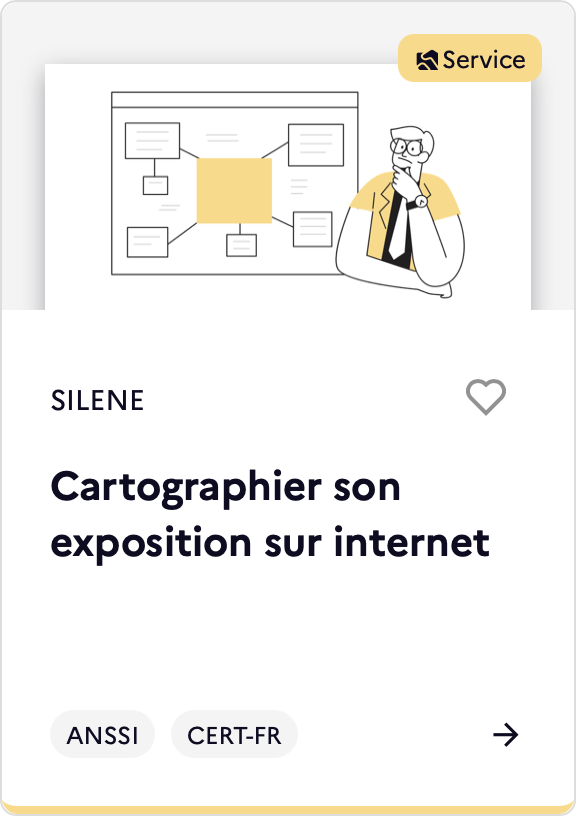 Service
SILENE
Cartographier son
exposition sur internet
ANSSI
CERT-FR